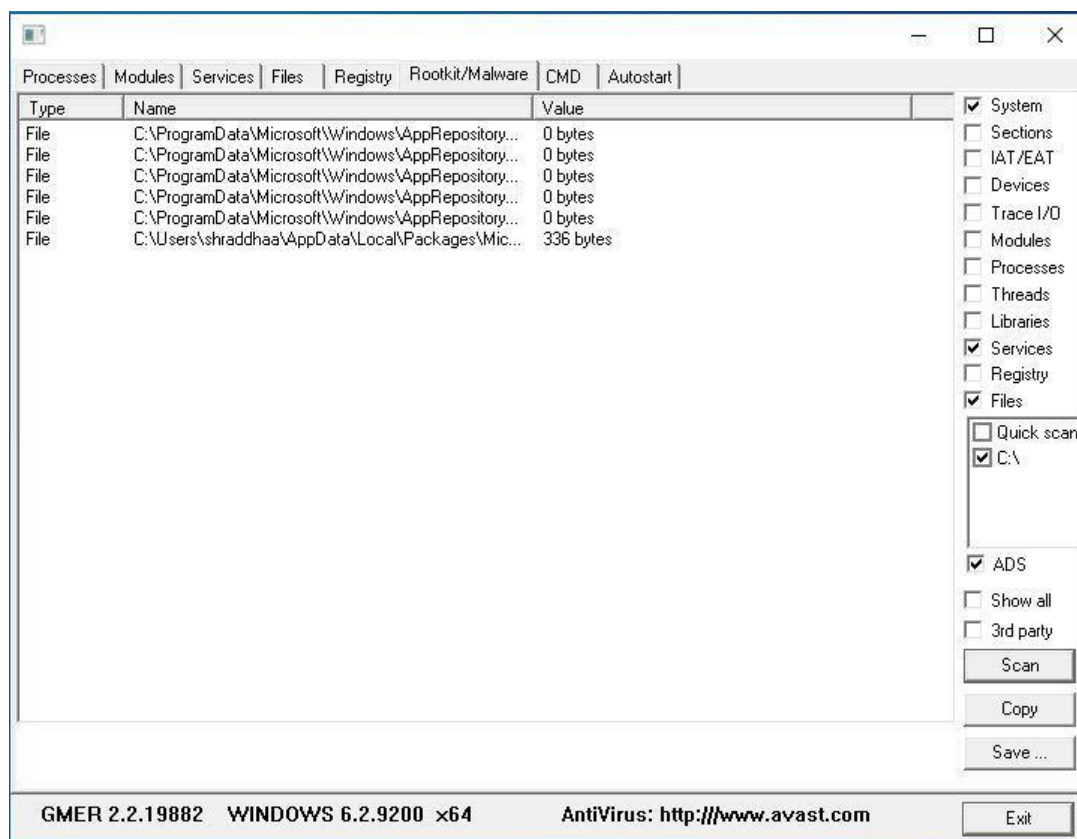 Processes Modules Services Files Registry Rootkit/Malware CMD Autostart
Type Name Value
File C:\ProgramData\Microsoft\Windows\AppRepository... 0 bytes
File C:\ProgramData\Microsoft\Windows\AppRepository... 0 bytes
File C:\ProgramData\Microsoft\Windows\AppRepository... 0 bytes
File C:\ProgramData\Microsoft\Windows\AppRepository... 0 bytes
File C:\ProgramData\Microsoft\Windows\AppRepository... 0 bytes
File C:\Users\shraddhaa\AppData\Local\Packages\Mic... 336 bytes
System
Sections
IAT/EAT
Devices
Trace I/O
Modules
Processes
Threads
Libraries
Services
Registry
Files
Quick scan
C:\
ADS
Show all
3rd party
Scan
Copy
Save ...
GMER 2.2.19882 WINDOWS 6.2.9200 x64 AntiVirus: http:///www.avast.com Exit